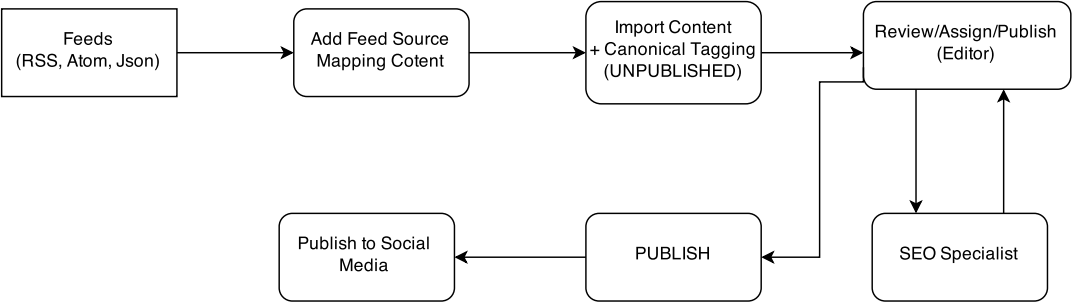 Feeds
(RSS, Atom, Json)
Add Feed Source
Mapping Cotent
Import Content
+ Canonical Tagging
(UNPUBLISHED)
Review/Assign/Publish
(Editor)
Publish to Social
Media
PUBLISH
SEO Specialist